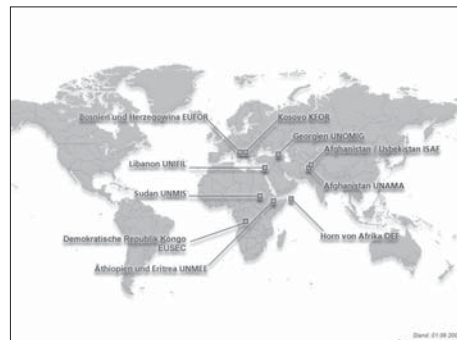 Bosnien und Herzegowina EUFOR
Kosovo KFOR
Georgien UNOMIG
Afghanistan / Usbekistan ISAF
Libanon UNIFIL
Afghanistan UNAMA
Sudan UNMIS
Demokratische Republik Kongo
EUSEC
Horn von Afrika OEF
Äthiopien und Eritrea UNMEE
Stand: